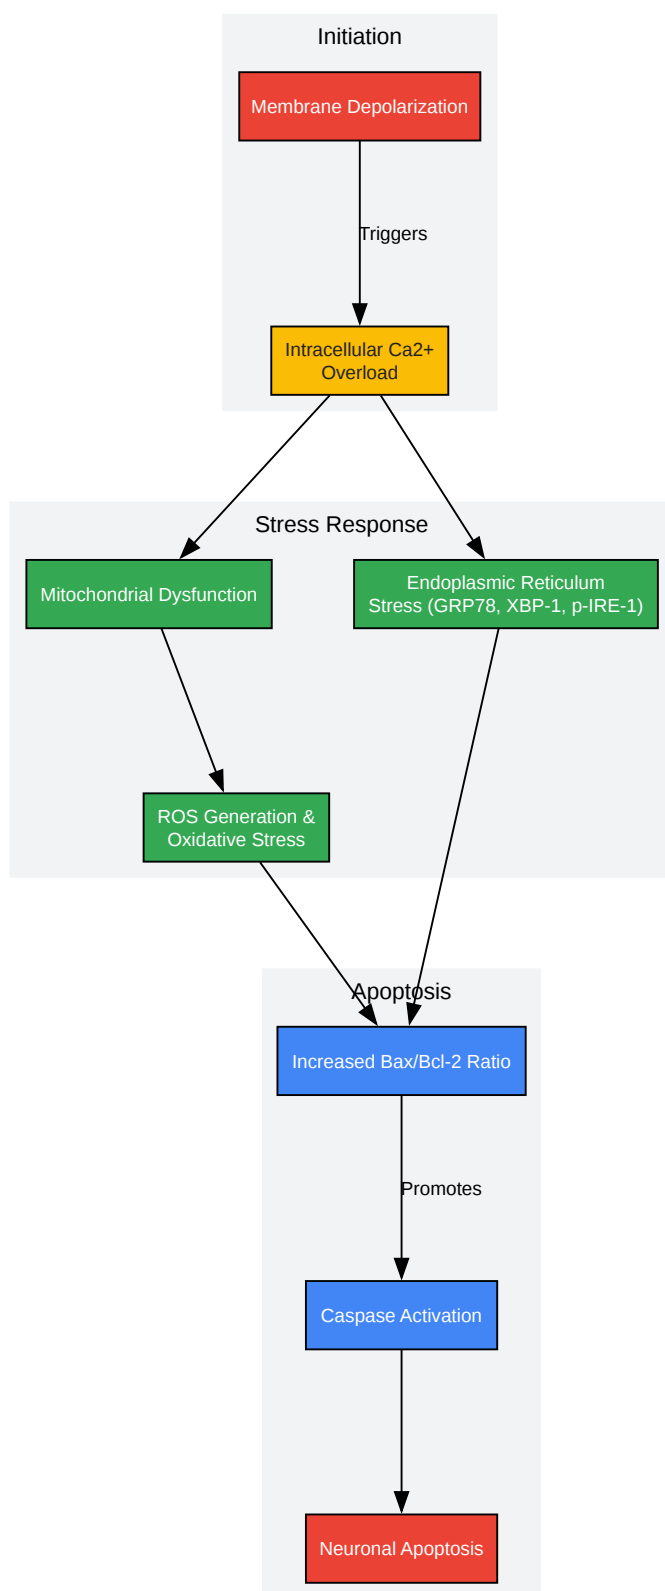 Initiation
Membrane Depolarization
Triggers
Intracellular Ca2+
Overload
Stress Response
Mitochondrial Dysfunction
Endoplasmic Reticulum
Stress (GRP78, XBP-1, p-IRE-1)
ROS Generation &
Oxidative Stress
Apoptosis
Increased Bax/Bcl-2 Ratio
Promotes
Caspase Activation
Neuronal Apoptosis